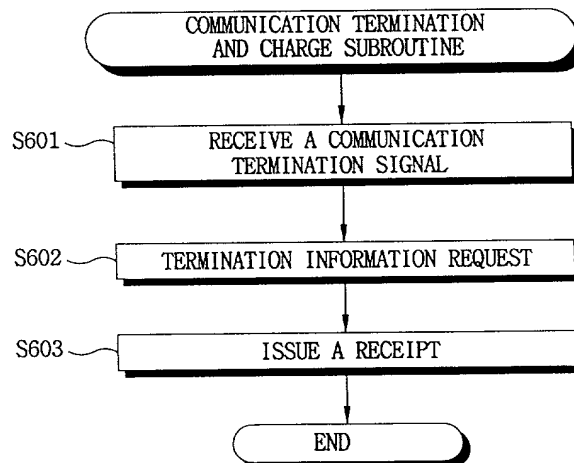 COMMUNICATION TERMINATION
AND CHARGE SUBROUTINE
S601
RECEIVE A COMMUNICATION
TERMINATION SIGNAL
S602
TERMINATION INFORMATION REQUEST
S603
ISSUE A RECEIPT
END